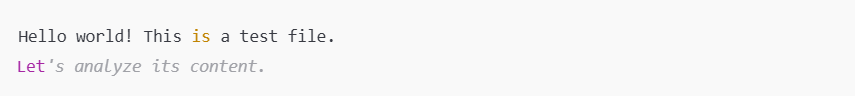 Hello world! This is a test file.
Let's analyze its content.